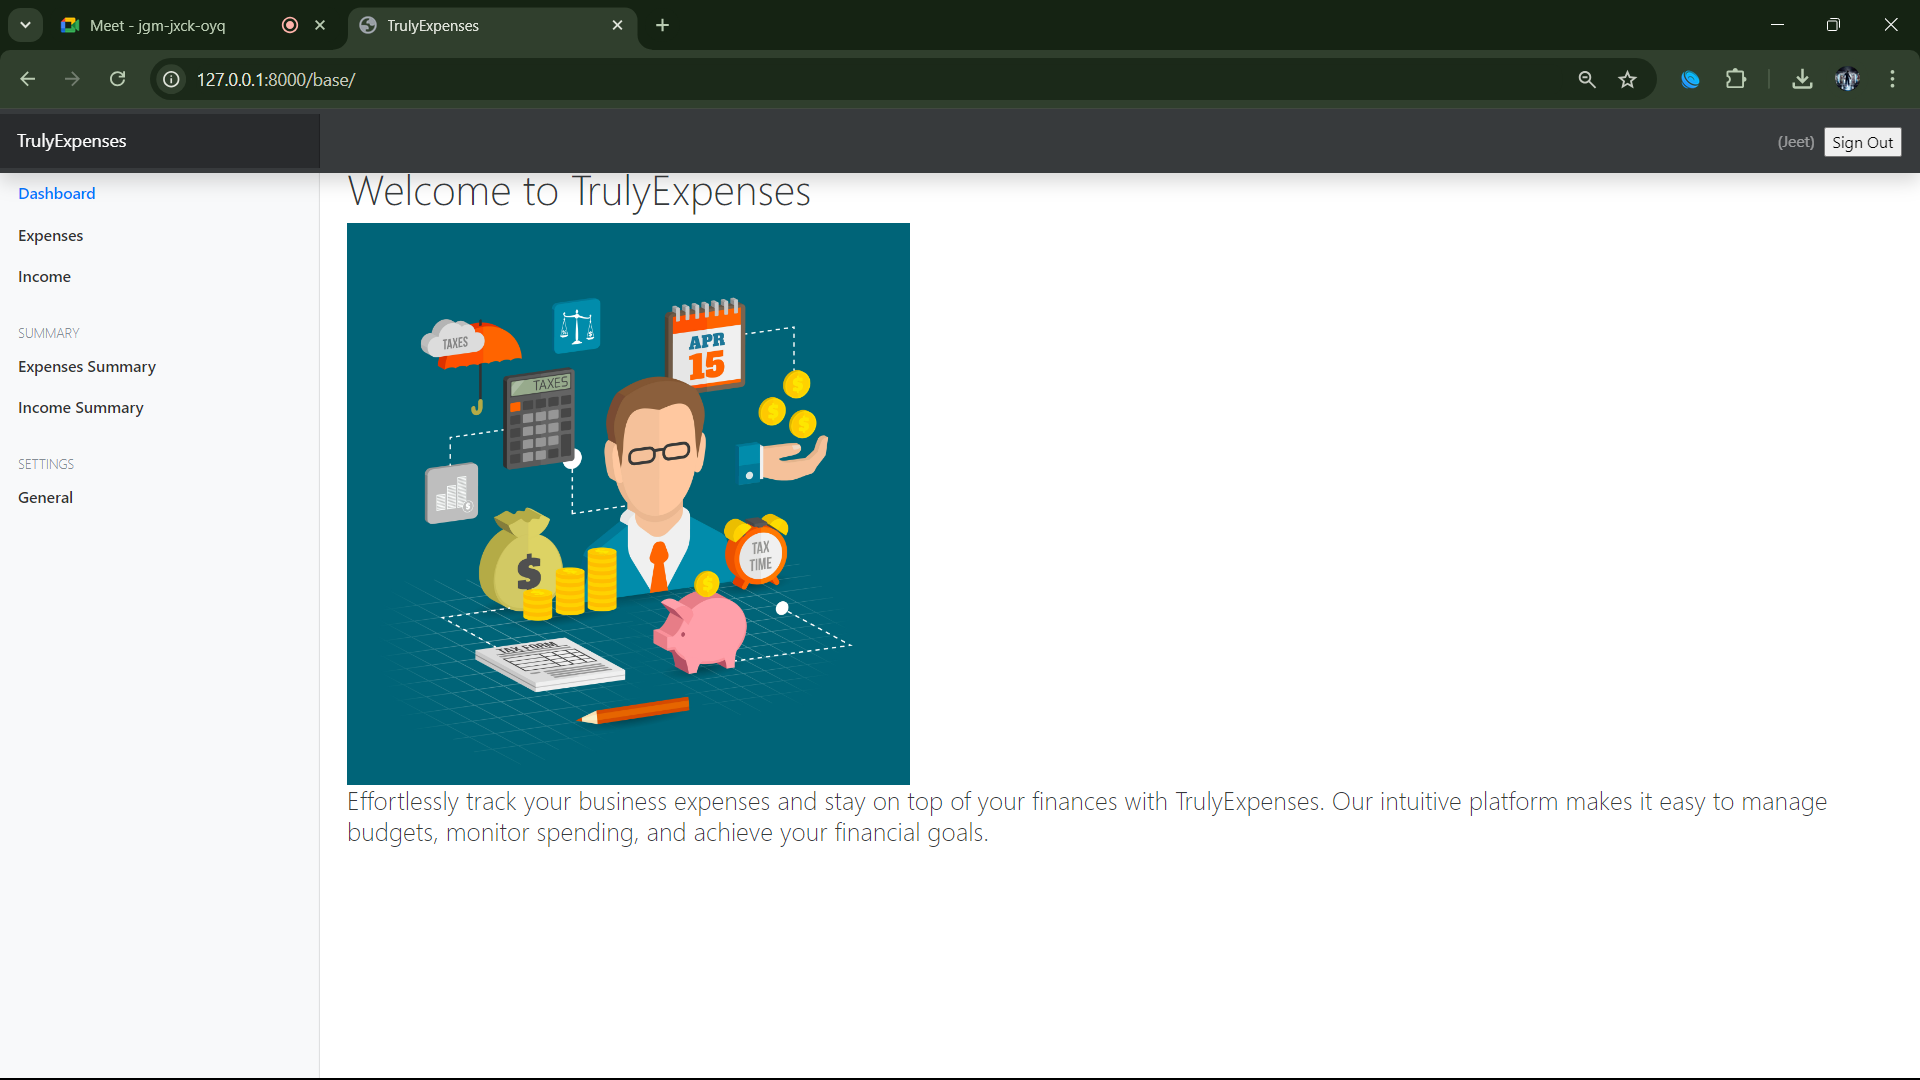 Meet - jgm-jxck-oyq
TrulyExpenses
127.0.0.1:8000/base/
TrulyExpenses
(Jeet)
Sign Out
Dashboard
Expenses
Income
SUMMARY
Expenses Summary
Income Summary
SETTINGS
General
Welcome to TrulyExpenses
TAXES
APR
15
TAXES
$
TAX
TIME
TAX FORM
Effortlessly track your business expenses and stay on top of your finances with TrulyExpenses. Our intuitive platform makes it easy to manage
budgets, monitor spending, and achieve your financial goals.